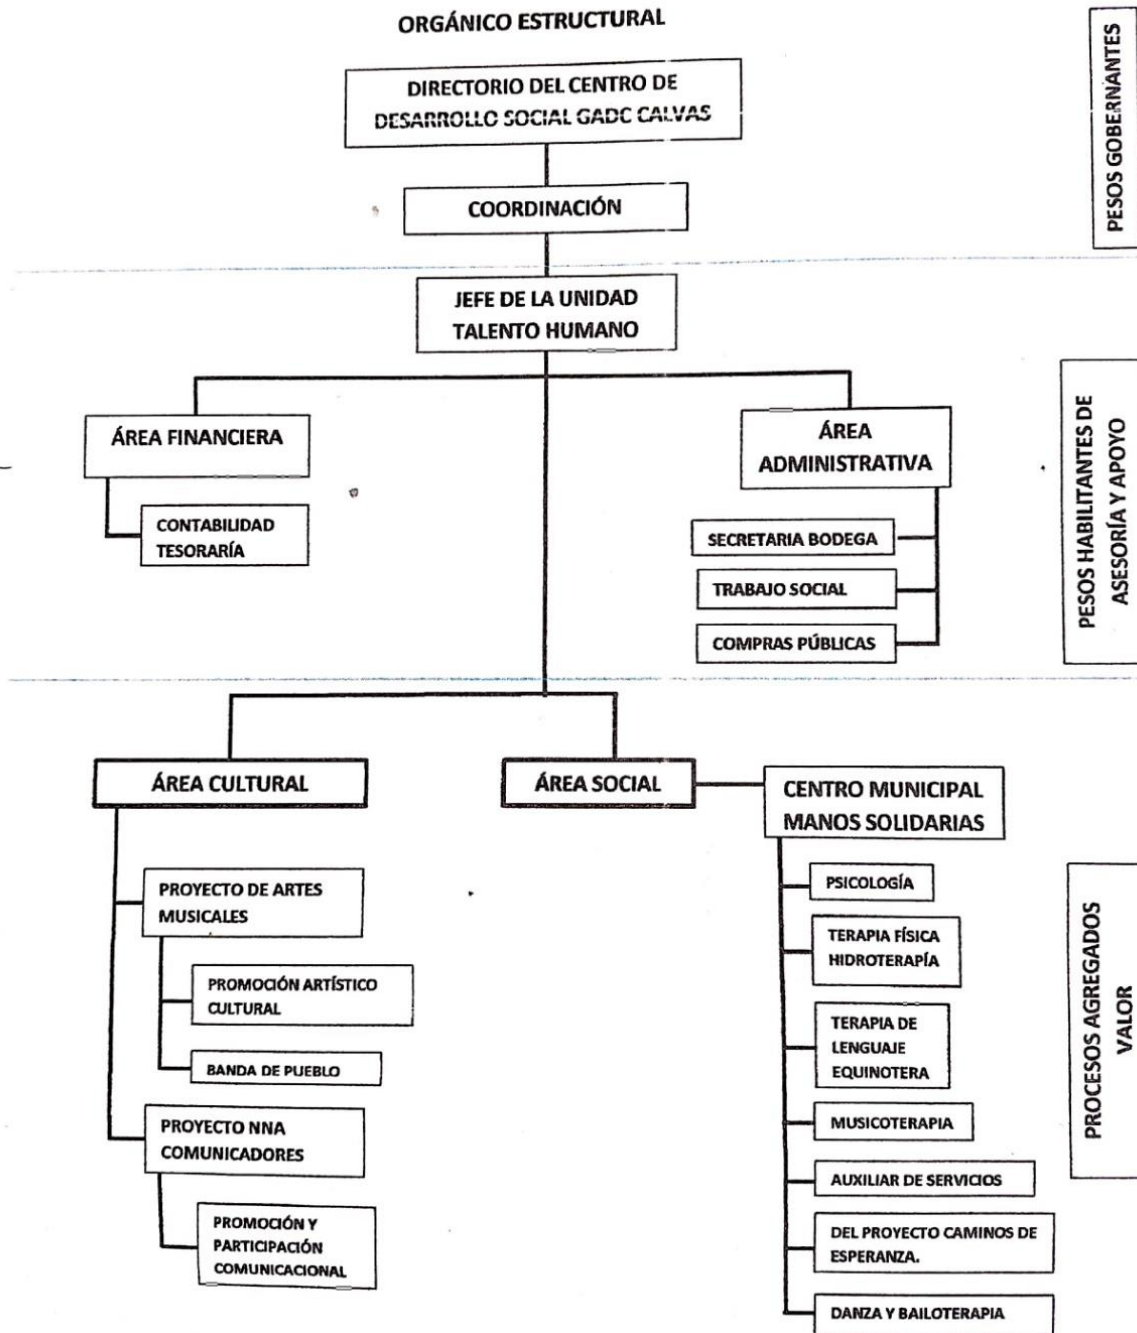 ORGÁNICO ESTRUCTURAL
DIRECTORIO DEL CENTRO DE
DESARROLLO SOCIAL GADC CALVAS
COORDINACIÓN
PESOS GOBERNANTES
JEFE DE LA UNIDAD
TALENTO HUMANO
ÁREA FINANCIERA
CONTABILIDAD
TESORARÍA
ÁREA
ADMINISTRATIVA
SECRETARIA BODEGA
TRABAJO SOCIAL
COMPRAS PÚBLICAS
PESOS HABILITANTES DE
ASESORÍA Y APOYO
ÁREA CULTURAL
PROYECTO DE ARTES
MUSICALES
PROMOCIÓN ARTÍSTICO
CULTURAL
BANDA DE PUEBLO
PROYECTO NNA
COMUNICADORES
PROMOCIÓN Y
PARTICIPACIÓN
COMUNICACIONAL
ÁREA SOCIAL
CENTRO MUNICIPAL
MANOS SOLIDARIAS
PSICOLOGÍA
TERAPIA FÍSICA
HIDROTERAPÍA
TERAPIA DE
LENGUAJE
EQUINOTERA
MUSICOTERAPIA
AUXILIAR DE SERVICIOS
DEL PROYECTO CAMINOS DE
ESPERANZA.
DANZA Y BAILOTERAPIA
PROCESOS AGREGADOS
VALOR